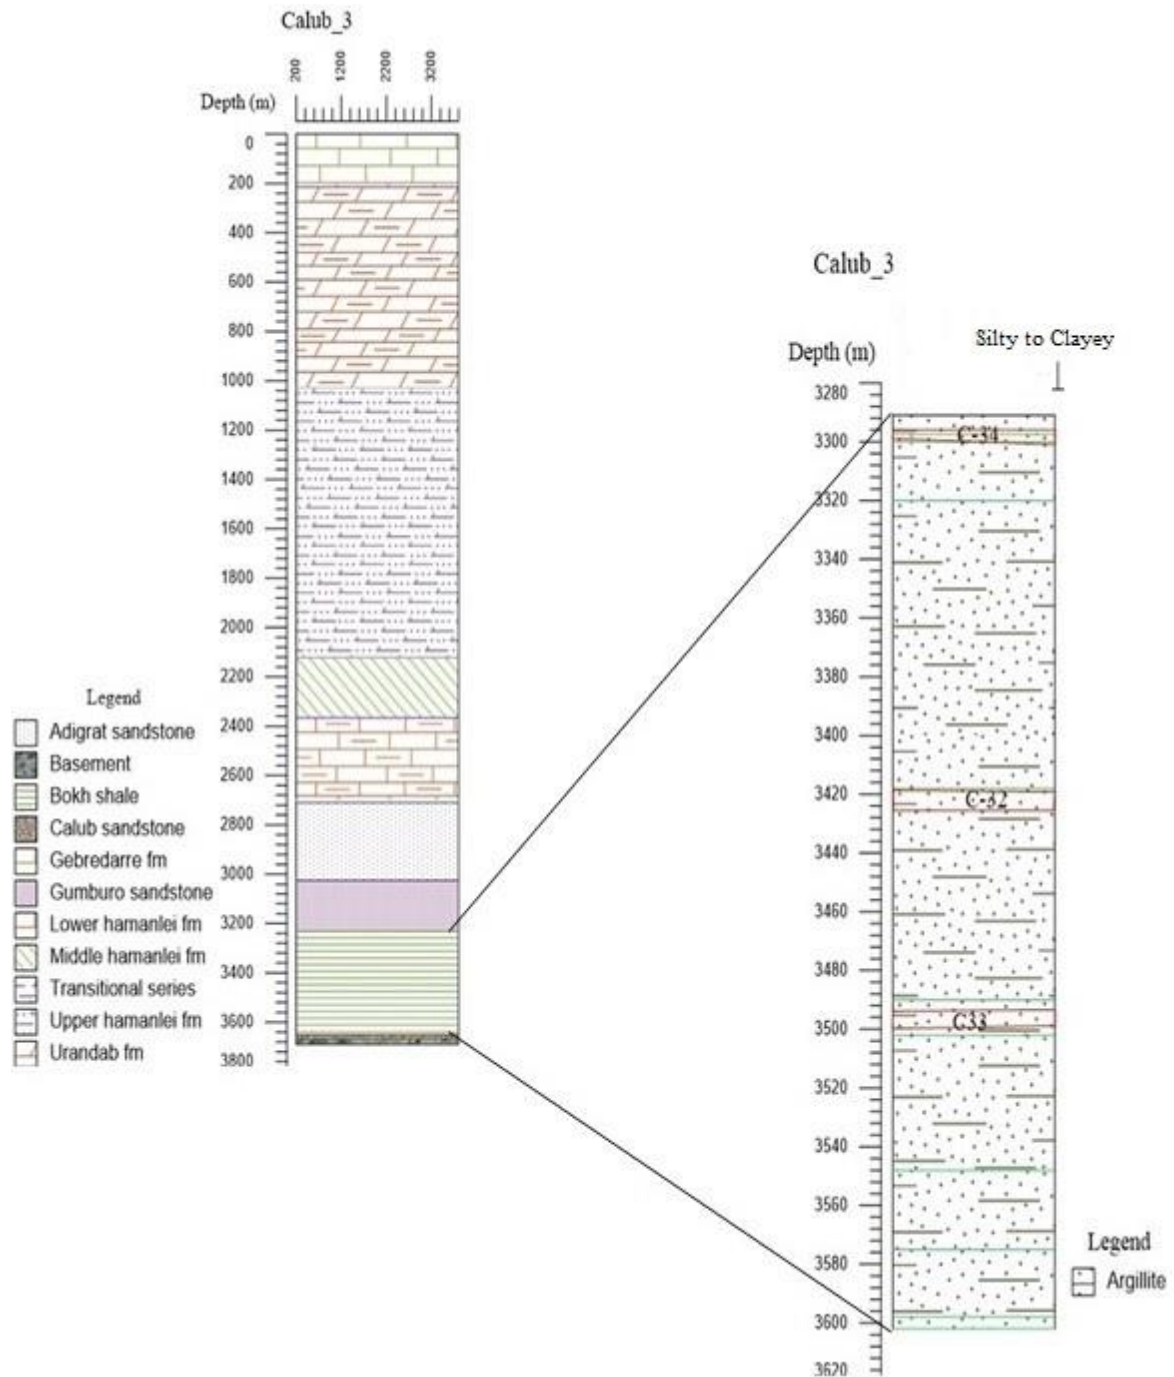 Calub_3
200
1200
2200
3200
Depth (m)
0
200
400
600
800
1000
1200
1400
1600
1800
2000
2200
2400
2600
2800
3000
3200
3400
3600
3800
Legend
Adigrat sandstone
Basement
Bokh shale
Calub sandstone
Gebredarre fm
Gumburo sandstone
Lower hamanlei fm
Middle hamanlei fm
Transitional series
Upper hamanlei fm
Urandab fm
Calub_3
Silty to Clayey
Depth (m)
3280
3300
3320
3340
3360
3380
3400
3420
3440
3460
3480
3500
3520
3540
3560
3580
3600
3620
C-34
C-32
C33
Legend
Argillite